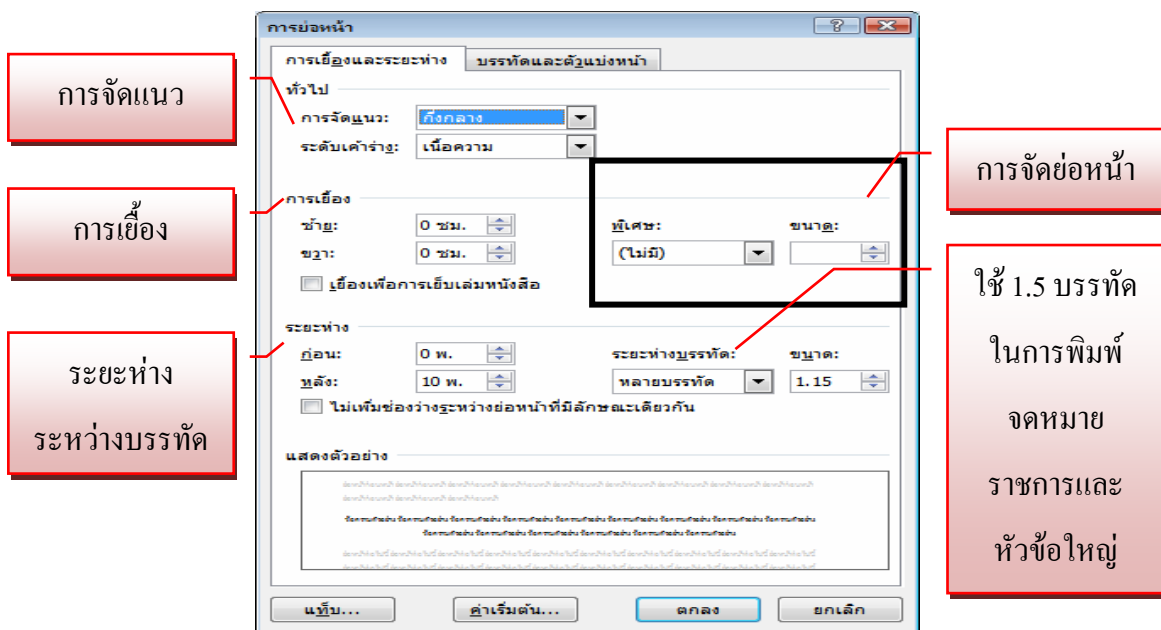 การย่อหน้า
การเยื้องและระยะห่าง
บรรทัดและตัวแบ่งหน้า
ทั่วไป
การจัดแนว:
กึ่งกลาง
ระดับเค้าร่าง:
เนื้อความ
การเยื้อง
ซ้าย:
0 ซม.
พิเศษ:
ขนาด:
ขวา:
0 ซม.
(ไม่มี)
เยื้องเพื่อการเย็บเล่มหนังสือ
ระยะห่าง
ก่อน:
0 พ.
ระยะห่างบรรทัด:
ขนาด:
หลัง:
10 พ.
หลายบรรทัด
1.15
ไม่เพิ่มช่องว่างระหว่างย่อหน้าที่มีลักษณะเดียวกัน
แสดงตัวอย่าง
แท็บ...
ค่าเริ่มต้น...
ตกลง
ยกเลิก
การจัดแนว
การเยื้อง
ระยะห่าง
ระหว่างบรรทัด
การจัดย่อหน้า
ใช้ 1.5 บรรทัด
ในการพิมพ์
จดหมาย
ราชการและ
หัวข้อใหญ่